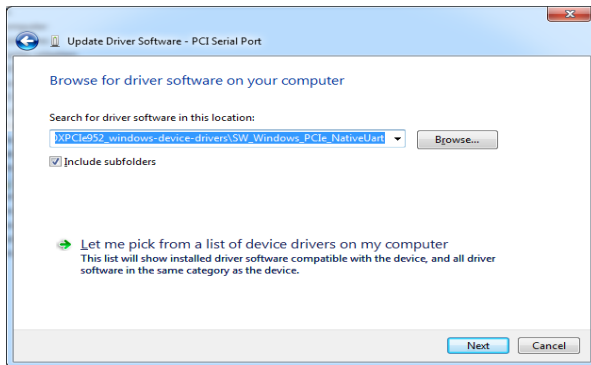 Update Driver Software - PCI Serial Port
Browse for driver software on your computer
Search for driver software in this location:
XPCIe952_windows-device-drivers\SW_Windows_PCIe_NativeUart
Browse...
Include subfolders
Let me pick from a list of device drivers on my computer
This list will show installed driver software compatible with the device, and all driver
software in the same category as the device.
Next
Cancel